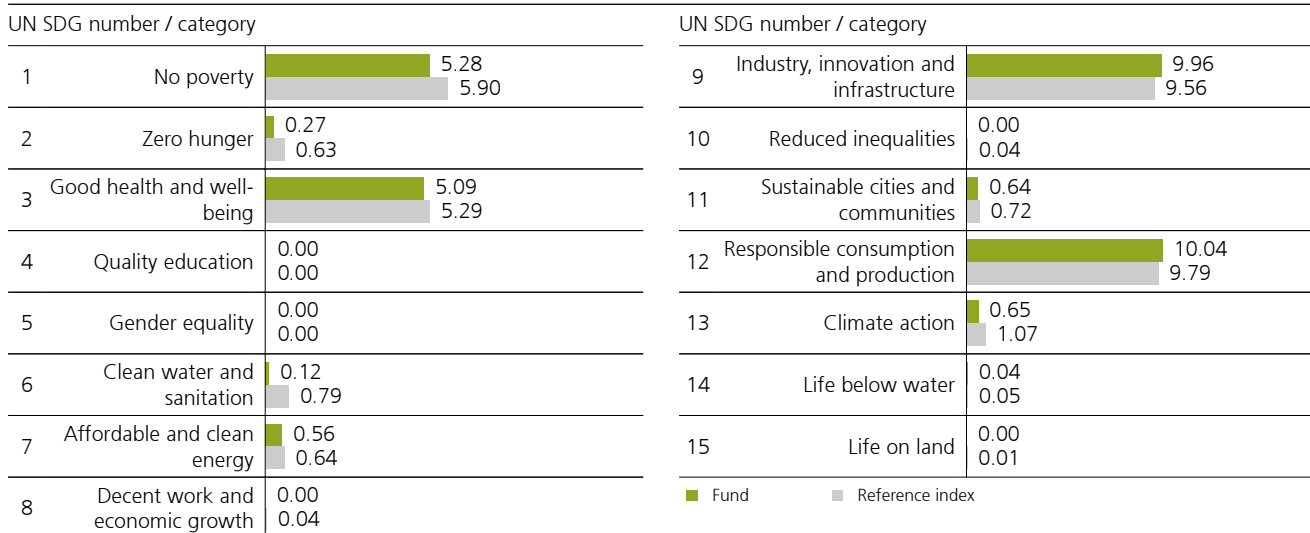 UN SDG number / category
1 No poverty 5.28
5.90
2 Zero hunger 0.27
0.63
3 Good health and well-
being 5.09
5.29
4 Quality education 0.00
0.00
5 Gender equality 0.00
0.00
6 Clean water and
sanitation 0.12
0.79
7 Affordable and clean
energy 0.56
0.64
8 Decent work and
economic growth 0.00
0.04
UN SDG number / category
9 Industry, innovation and
infrastructure 9.96
9.56
10 Reduced inequalities 0.00
0.04
11 Sustainable cities and
communities 0.64
0.72
12 Responsible consumption
and production 10.04
9.79
13 Climate action 0.65
1.07
14 Life below water 0.04
0.05
15 Life on land 0.00
0.01
Fund Reference index